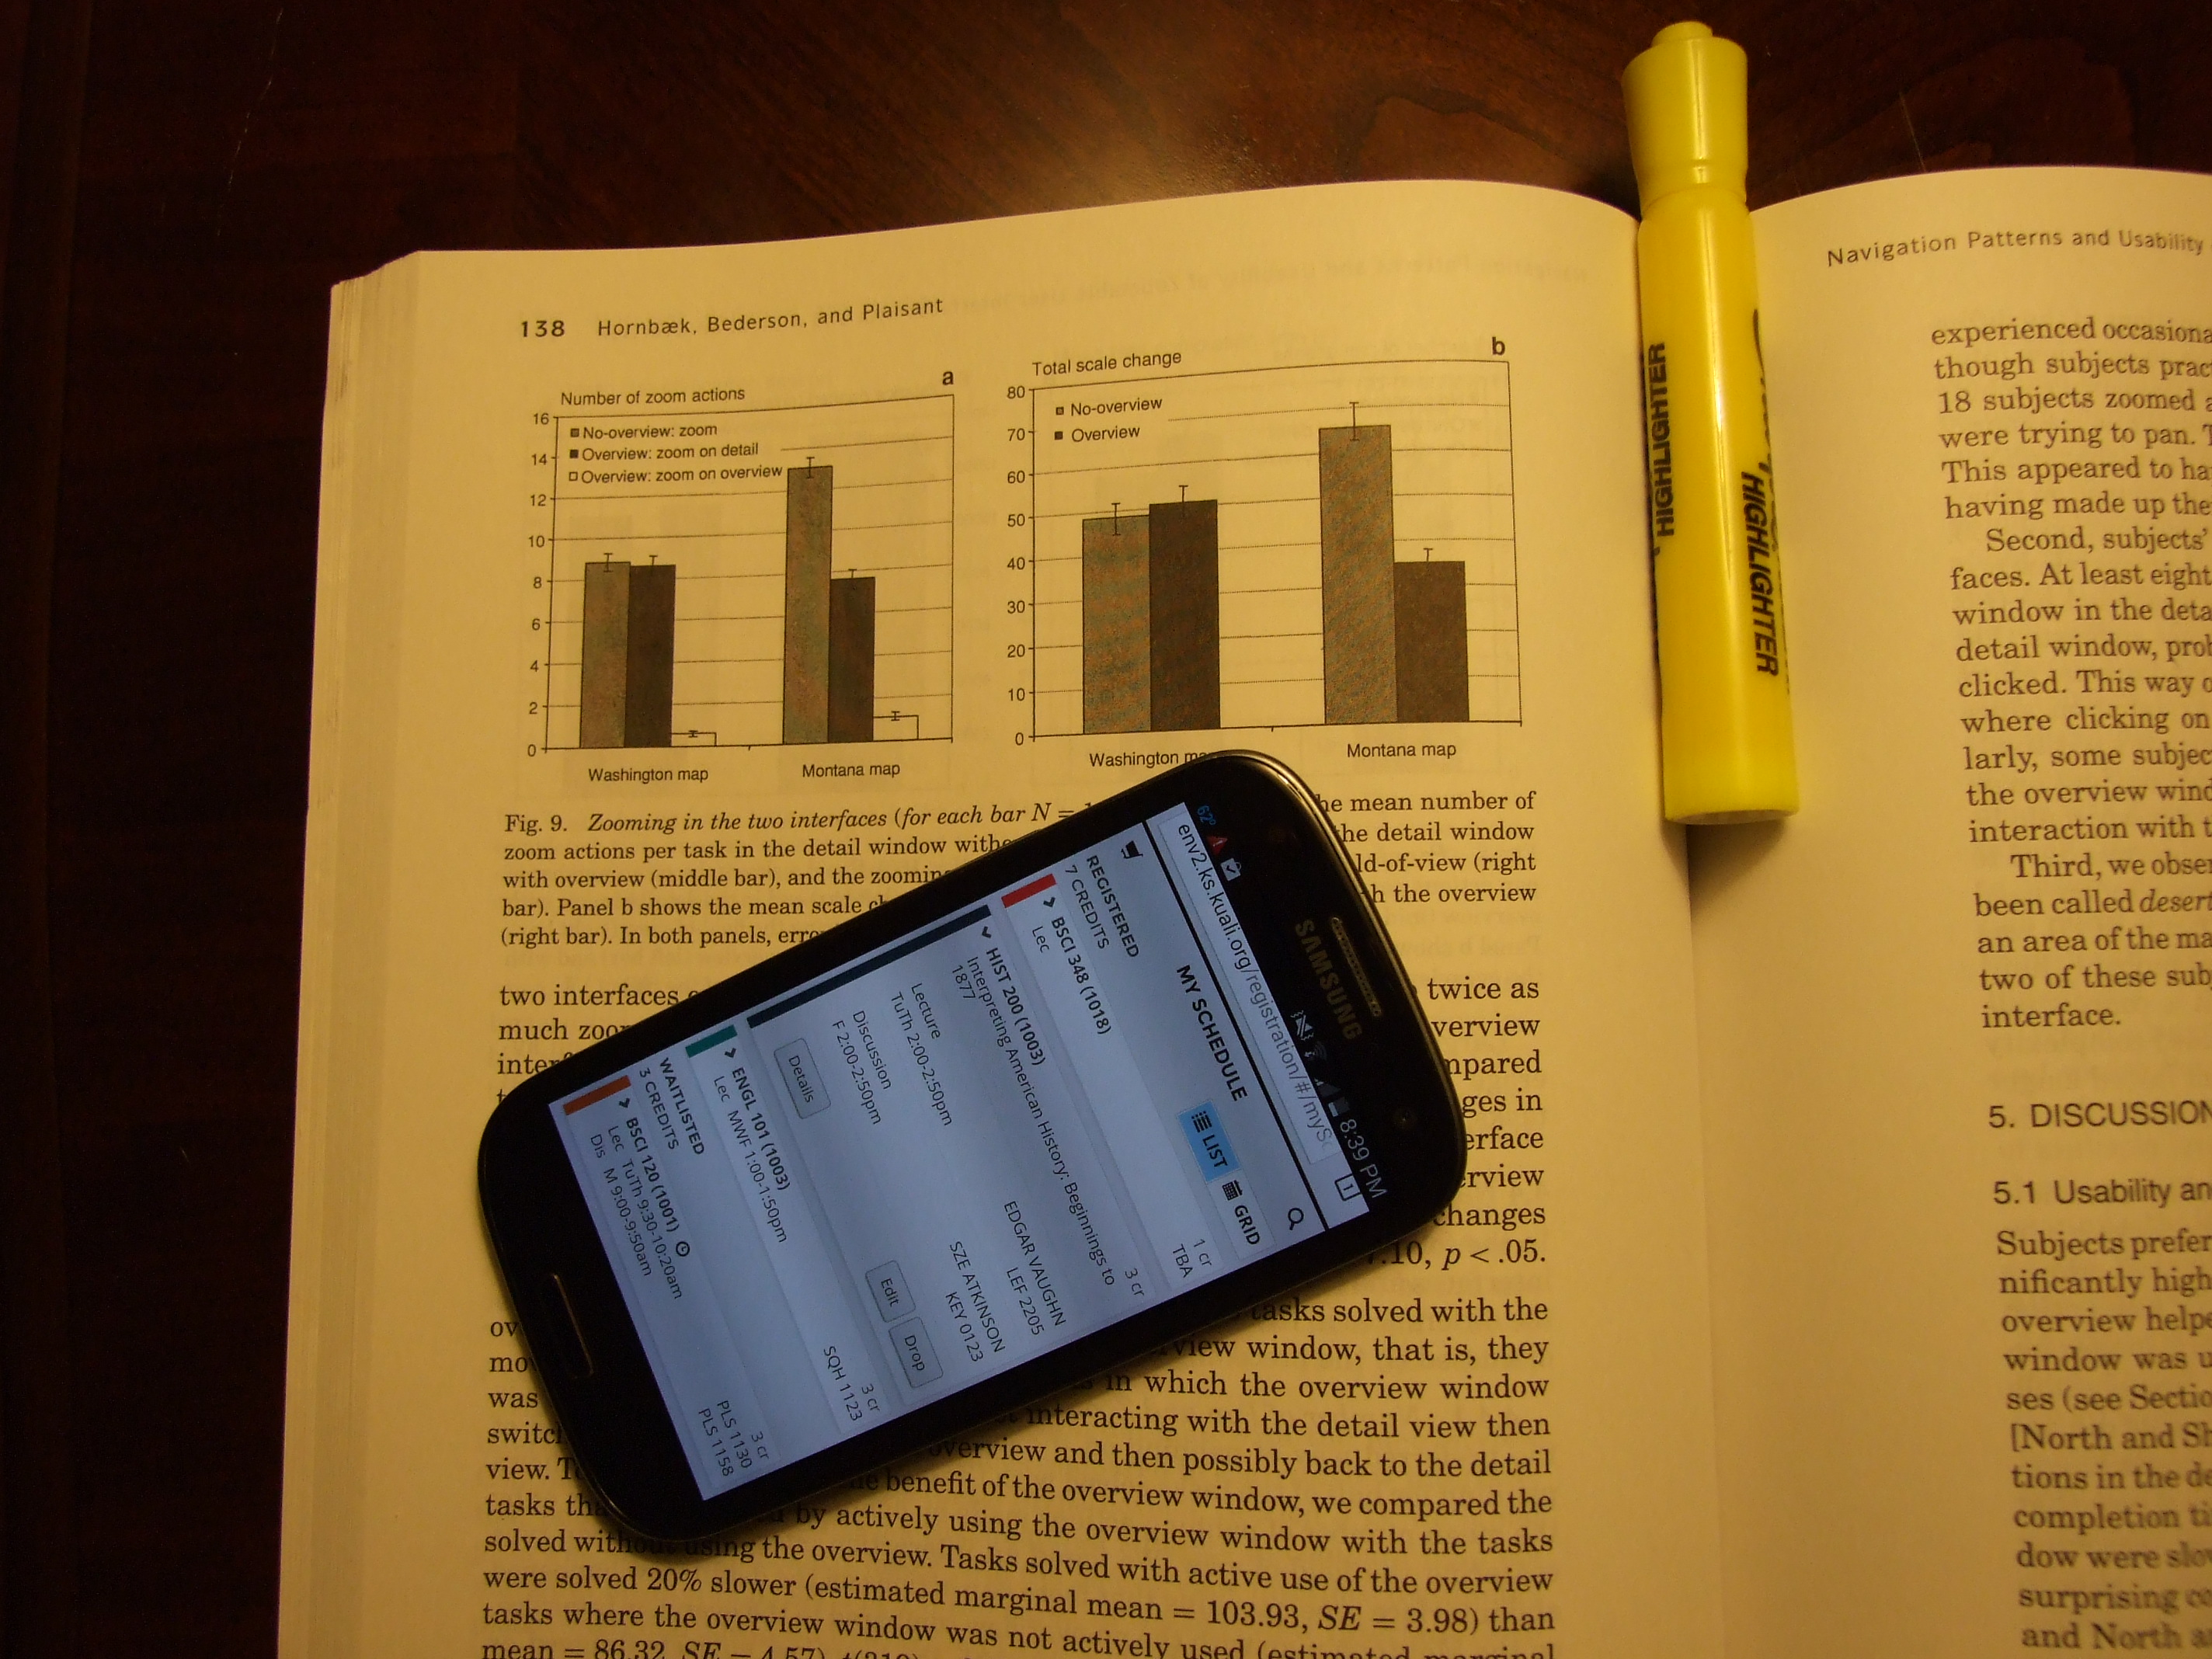 138 Hornbæk, Bederson, and Plaisant
Number of zoom actions
a
16
14
12
10
8
6
4
2
0
No-overview: zoom
Overview: zoom on detail
Overview: zoom on overview
Washington map
Montana map
Total scale change
b
80
70
60
50
40
30
20
10
0
No-overview
Overview
Washington
Montana map
Fig. 9. Zooming in the two interfaces (for each bar N = he mean number of
zoom actions per task in the detail window the detail window
with overview (middle bar), and the ld-of-view (right
bar). Panel b shows the mean scale the overview
(right bar). In both panels,
two interfaces twice as
much verview
mpared
ges in
erface
erview
changes
.10, p < .05.
tasks solved with the
window, that is, they
was in which the overview window
interacting with the detail view then
view. overview and then possibly back to the detail
benefit of the overview window, we compared the
tasks by actively using the overview window with the tasks
solved using the overview. Tasks solved with active use of the overview
were solved 20% slower (estimated marginal mean = 103.93, SE = 3.98) than
tasks where the overview window was not actively used (estimated marginal
mean = 86.32, SE = 4.57)
SAMSUNG
62°
8:39 PM
env2.ks.kuali.org/registration/#/myS
1
MY SCHEDULE
LIST
GRID
REGISTERED
7 CREDITS
BSCI 348 (1018) 1 cr
Lec TBA
HIST 200 (1003) 3 cr
Interpreting American History: Beginnings to
1877
Lecture EDGAR VAUGHN
TuTh 2:00-2:50pm LEF 2205
Discussion SZE ATKINSON
F 2:00-2:50pm KEY 0123
Details Edit Drop
ENGL 101 (1003) 3 cr
Lec MWF 1:00-1:50pm SQH 1123
WAITLISTED
3 CREDITS
BSCI 120 (1001) 3 cr
Lec TuTh 9:30-10:20am PLS 1130
Dis M 9:00-9:50am PLS 1158
HIGHLIGHTER
HIGHLIGHTER
Navigation Patterns and Usability
experienced occasiona
though subjects prac
18 subjects zoomed
were trying to pan.
This appeared to ha
having made up the
Second, subjects'
faces. At least eight
window in the deta
detail window, prob
clicked. This way
where clicking on
larly, some subjec
the overview wind
interaction with t
Third, we obser
been called desert
an area of the ma
two of these sub
interface.
5. DISCUSSION
5.1 Usability an
Subjects prefer
nificantly high
overview helpe
window was u
ses (see Sectio
[North and Sh
tions in the de
completion ti
dow were slo
surprising co
and North a